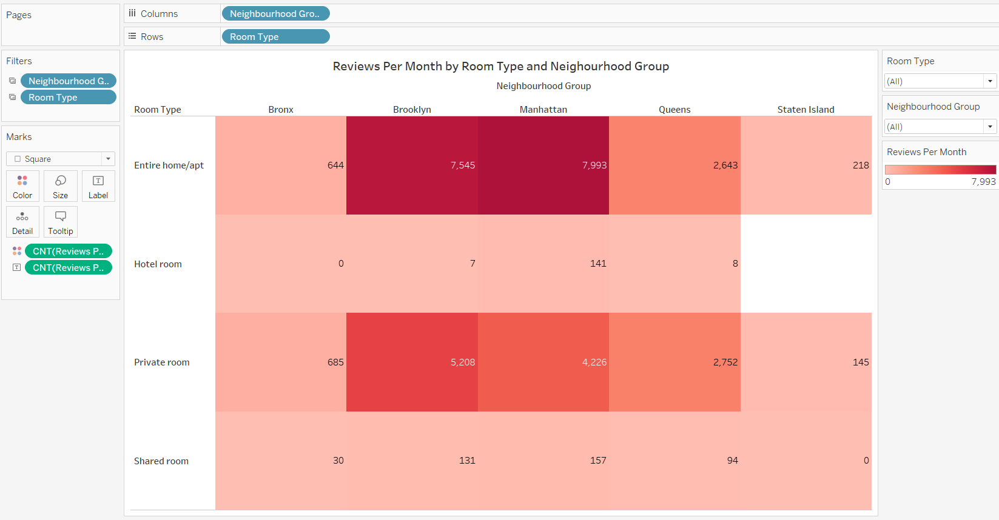 Pages
Columns
Neighbourhood Gro..
Rows
Room Type
Filters
Neighbourhood G..
Room Type
Marks
Square
Color
Size
T
Label
Detail
Tooltip
CNT(Reviews P..
T
CNT(Reviews P..
Reviews Per Month by Room Type and Neighourhood Group
Neighbourhood Group
Room Type Bronx Brooklyn Manhattan Queens Staten Island
Entire home/apt 644 7,545 7,993 2,643 218
Hotel room 0 7 141 8
Private room 685 5,208 4,226 2,752 145
Shared room 30 131 157 94 0
Room Type
(All)
Neighbourhood Group
(All)
Reviews Per Month
0 7,993